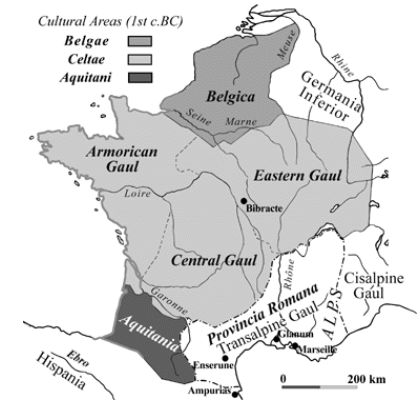 Cultural Areas (1st c.BC)
Belgae
Celtae
Aquitani
Meuse
Rhine
Germania
Inferior
Belgica
Seine
Marne
Armorican
Gaul
Eastern Gaul
Loire
Bibracte
Central Gaul
Rhône
Cisalpine
Gaul
ALPS
Garonne
Provincia Romana
Transalpine Gaul
Aquitania
Glanum
Marseille
Enserune
Ebro
Hispania
Ampurias
0 200 km